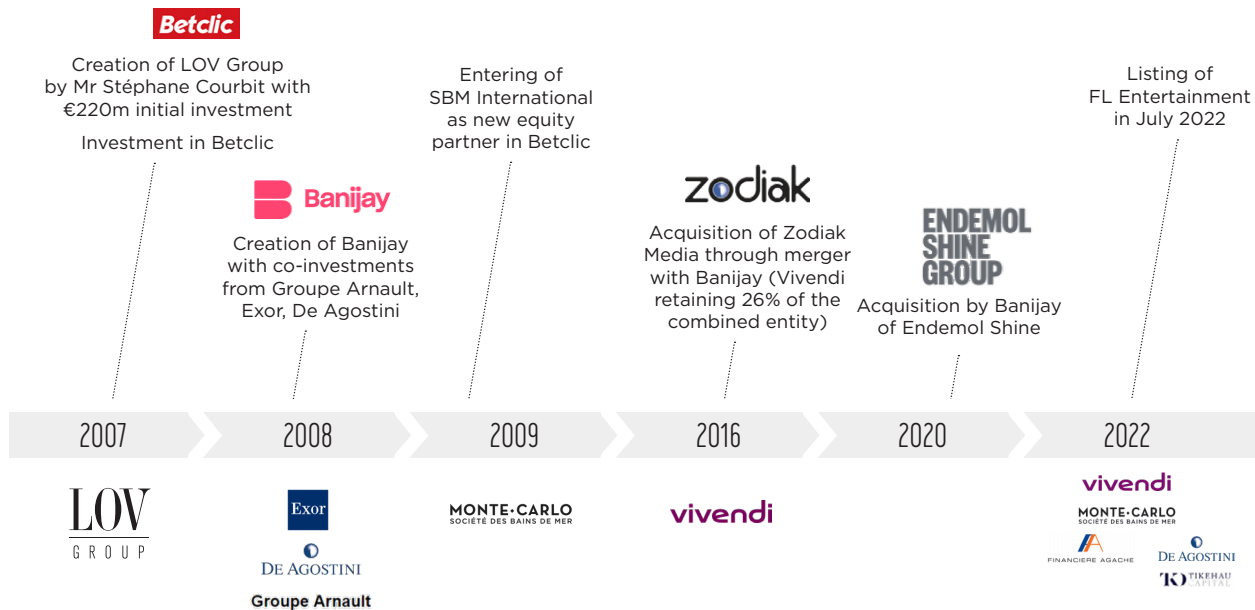 Betclic
Creation of LOV Group
by Mr Stéphane Courbit with
€220m initial investment
Investment in Betclic
Banijay
Creation of Banijay
with co-investments
from Groupe Arnault,
Exor, De Agostini
Entering of
SBM International
as new equity
partner in Betclic
zodiak
Acquisition of Zodiak
Media through merger
with Banijay (Vivendi
retaining 26% of the
combined entity)
ENDEMOL
SHINE
GROUP
Acquisition by Banijay
of Endemol Shine
Listing of
FL Entertainment
in July 2022
2007
2008
2009
2016
2020
2022
LOV
GROUP
Exor
DE AGOSTINI
Groupe Arnault
MONTE•CARLO
SOCIÉTÉ DES BAINS DE MER
vivendi
vivendi
MONTE•CARLO
SOCIÉTÉ DES BAINS DE MER
FINANCIERE AGACHE
DE AGOSTINI
TIKEHAU
CAPITAL